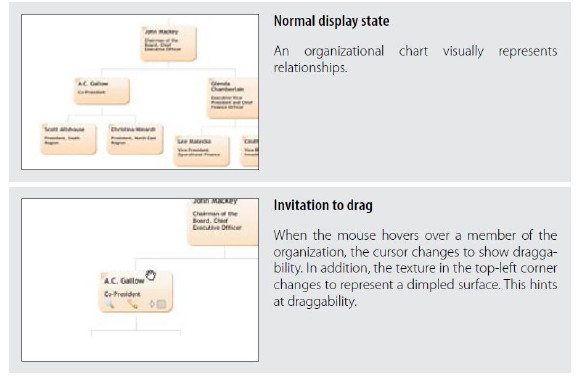 Normal display state
An organizational chart visually represents
relationships.
John Mackey
Chairman of the
Board, Chief
Executive Officer
A.C. Gallow
Co-President
Glenda
Chamberlain
Executive Vice
President and Chief
Finance Officer
Scott Allshouse
President, South
Region
Christina Minardi
President, North East
Region
Lee Matecko
Vice President,
Invitation to drag
When the mouse hovers over a member of the
organization, the cursor changes to show dragga-
bility. In addition, the texture in the top-left corner
changes to represent a dimpled surface. This hints
at draggability.
John Mackey
Chairman of the
Board, Chief
Executive Officer
A.C. Gallow
Co-President